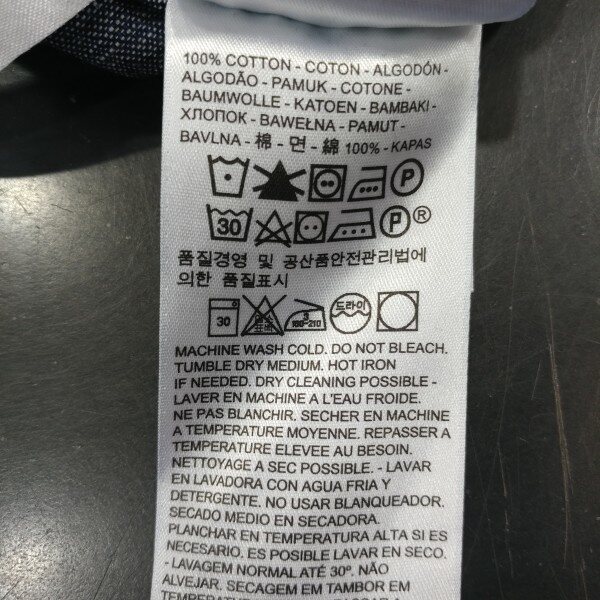 100% COTTON - COTON - ALGODÓN -
ALGODÃO - PAMUK - COTONE -
BAUMWOLLE - KATOEN - BAMBAKI -
ХЛОПОК - BAWEŁNA - PAMUT -
BAVLNA - 棉 - 면 - 綿 100% - KAPAS
P
30 P ®
품질경영 및 공산품안전관리법에
의한 품질표시
30 3 180-210 드라이
MACHINE WASH COLD. DO NOT BLEACH.
TUMBLE DRY MEDIUM. HOT IRON
IF NEEDED. DRY CLEANING POSSIBLE -
LAVER EN MACHINE A L'EAU FROIDE.
NE PAS BLANCHIR. SECHER EN MACHINE
A TEMPERATURE MOYENNE. REPASSER A
TEMPERATURE ELEVEE AU BESOIN.
NETTOYAGE A SEC POSSIBLE. - LAVAR
EN LAVADORA CON AGUA FRIA Y
DETERGENTE. NO USAR BLANQUEADOR.
SECADO MEDIO EN SECADORA.
PLANCHAR EN TEMPERATURA ALTA SI ES
NECESARIO. ES POSIBLE LAVAR EN SECO.
- LAVAGEM NORMAL ATÉ 30º. NÃO
ALVEJAR. SECAGEM EM TAMBOR EM